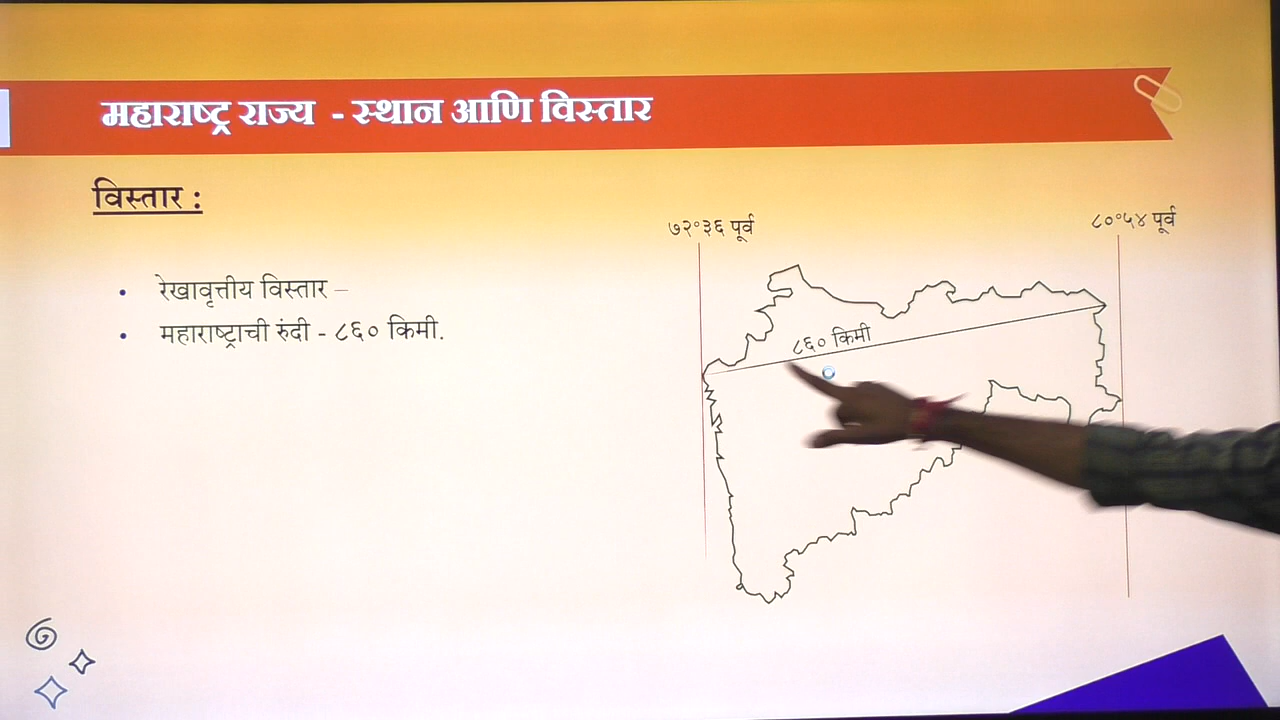 महाराष्ट्र राज्य - स्थान आणि विस्तार
विस्तार :
• रेखावृत्तीय विस्तार –
• महाराष्ट्राची रुंदी - ८६० किमी.
७२°३६ पूर्व
८०°५४ पूर्व
८६० किमी